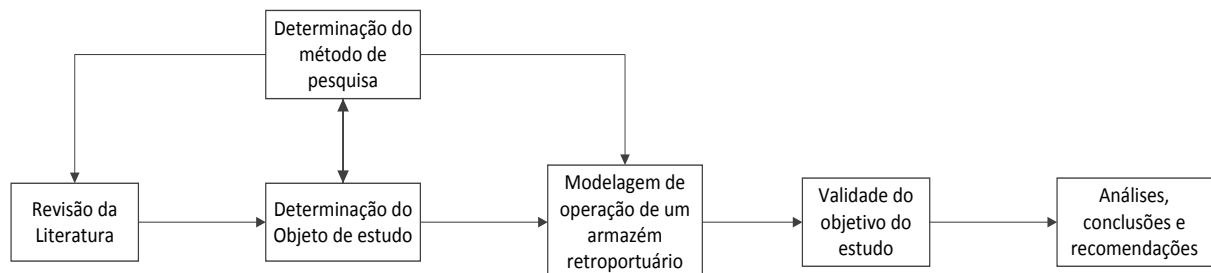 Determinação do
método de
pesquisa
Revisão da
Literatura
Determinação do
Objeto de estudo
Modelagem de
operação de um
armazém
retroportuário
Validade do
objetivo do
estudo
Análises,
conclusões e
recomendações